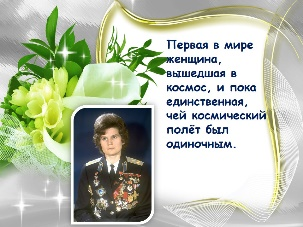 Первая в мире
женщина,
вышедшая в
космос, и пока
единственная,
чей космический
полёт был
одиночным.